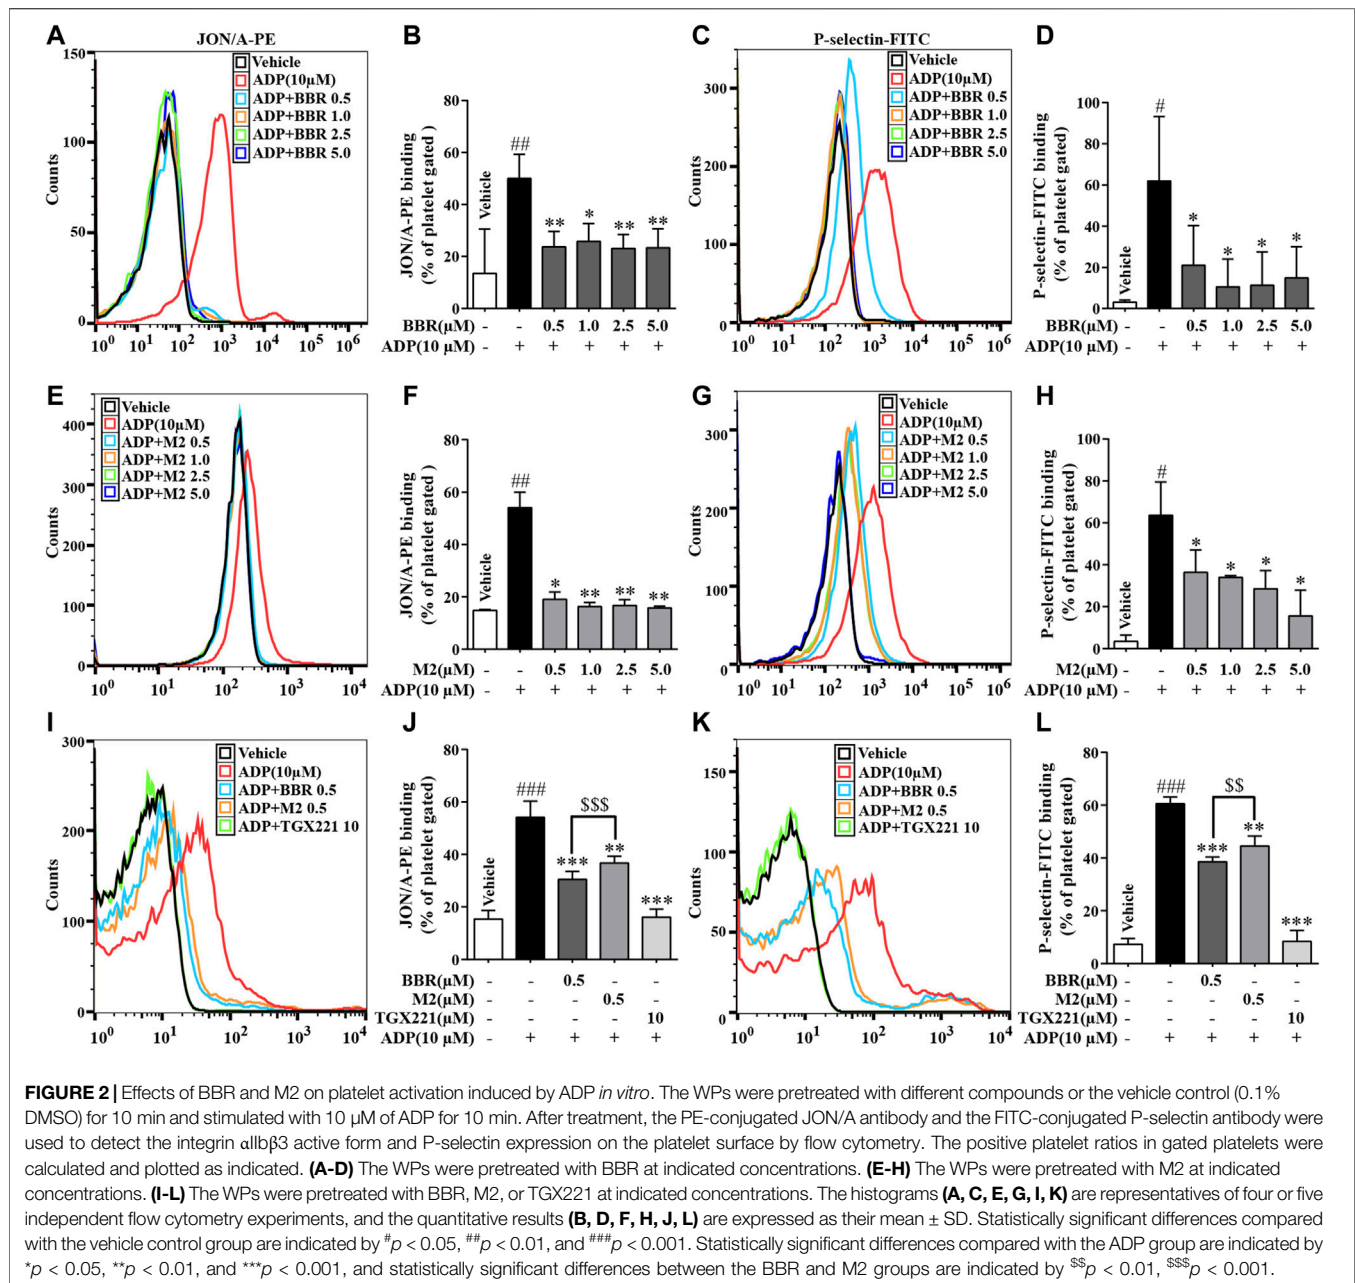 A
JON/A-PE
Vehicle
ADP(10µM)
ADP+BBR 0.5
ADP+BBR 1.0
ADP+BBR 2.5
ADP+BBR 5.0
Counts
150
100
50
0
10⁰ 10¹ 10² 10³ 10⁴ 10⁵ 10⁶
B
JON/A-PE binding
(% of platelet gated )
80
60
40
20
0
Vehicle
## ** * ** **
BBR(µM) - - 0.5 1.0 2.5 5.0
ADP(10 µM) - + + + + +
C
P-selectin-FITC
Vehicle
ADP(10µM)
ADP+BBR 0.5
ADP+BBR 1.0
ADP+BBR 2.5
ADP+BBR 5.0
Counts
300
200
100
0
10⁰ 10¹ 10² 10³ 10⁴ 10⁵ 10⁶
D
P-selectin-FITC binding
(% of platelet gated)
100
80
60
40
20
0
Vehicle
# * * * *
BBR(µM) - - 0.5 1.0 2.5 5.0
ADP(10 µM) - + + + + +
E
Vehicle
ADP(10µM)
ADP+M2 0.5
ADP+M2 1.0
ADP+M2 2.5
ADP+M2 5.0
Counts
400
300
200
100
0
10⁰ 10¹ 10² 10³ 10⁴
F
JON/A-PE binding
(% of platelet gated )
80
60
40
20
0
Vehicle
## * ** ** **
M2(µM) - - 0.5 1.0 2.5 5.0
ADP(10 µM) - + + + + +
G
Vehicle
ADP(10µM)
ADP+M2 0.5
ADP+M2 1.0
ADP+M2 2.5
ADP+M2 5.0
Counts
300
200
100
0
10⁰ 10¹ 10² 10³ 10⁴ 10⁵ 10⁶
H
P-selectin-FITC binding
(% of platelet gated)
100
80
60
40
20
0
Vehicle
# * * * *
M2(µM) - - 0.5 1.0 2.5 5.0
ADP(10 µM) - + + + + +
I
Vehicle
ADP(10µM)
ADP+BBR 0.5
ADP+M2 0.5
ADP+TGX221 10
Counts
300
200
100
0
10⁰ 10¹ 10² 10³ 10⁴
J
JON/A-PE binding
(% of platelet gated )
80
60
40
20
0
Vehicle
### *** $$$ ** ***
BBR(µM) - - 0.5 - -
M2(µM) - - - 0.5 -
TGX221(µM) - - - - 10
ADP(10 µM) - + + + +
K
Vehicle
ADP(10µM)
ADP+BBR 0.5
ADP+M2 0.5
ADP+TGX221 10
Counts
150
100
50
0
10⁰ 10¹ 10² 10³ 10⁴
L
P-selectin-FITC binding
(% of platelet gated)
80
60
40
20
0
Vehicle
### *** $$ ** ***
BBR(µM) - - 0.5 - -
M2(µM) - - - 0.5 -
TGX221(µM) - - - - 10
ADP(10 µM) - + + + +
FIGURE 2 | Effects of BBR and M2 on platelet activation induced by ADP in vitro. The WPs were pretreated with different compounds or the vehicle control (0.1%
DMSO) for 10 min and stimulated with 10 µM of ADP for 10 min. After treatment, the PE-conjugated JON/A antibody and the FITC-conjugated P-selectin antibody were
used to detect the integrin αIIbβ3 active form and P-selectin expression on the platelet surface by flow cytometry. The positive platelet ratios in gated platelets were
calculated and plotted as indicated. (A-D) The WPs were pretreated with BBR at indicated concentrations. (E-H) The WPs were pretreated with M2 at indicated
concentrations. (I-L) The WPs were pretreated with BBR, M2, or TGX221 at indicated concentrations. The histograms (A, C, E, G, I, K) are representatives of four or five
independent flow cytometry experiments, and the quantitative results (B, D, F, H, J, L) are expressed as their mean ± SD. Statistically significant differences compared
with the vehicle control group are indicated by #p < 0.05, ##p < 0.01, and ###p < 0.001. Statistically significant differences compared with the ADP group are indicated by
*p < 0.05, **p < 0.01, and ***p < 0.001, and statistically significant differences between the BBR and M2 groups are indicated by $$p < 0.01, $$$p < 0.001.